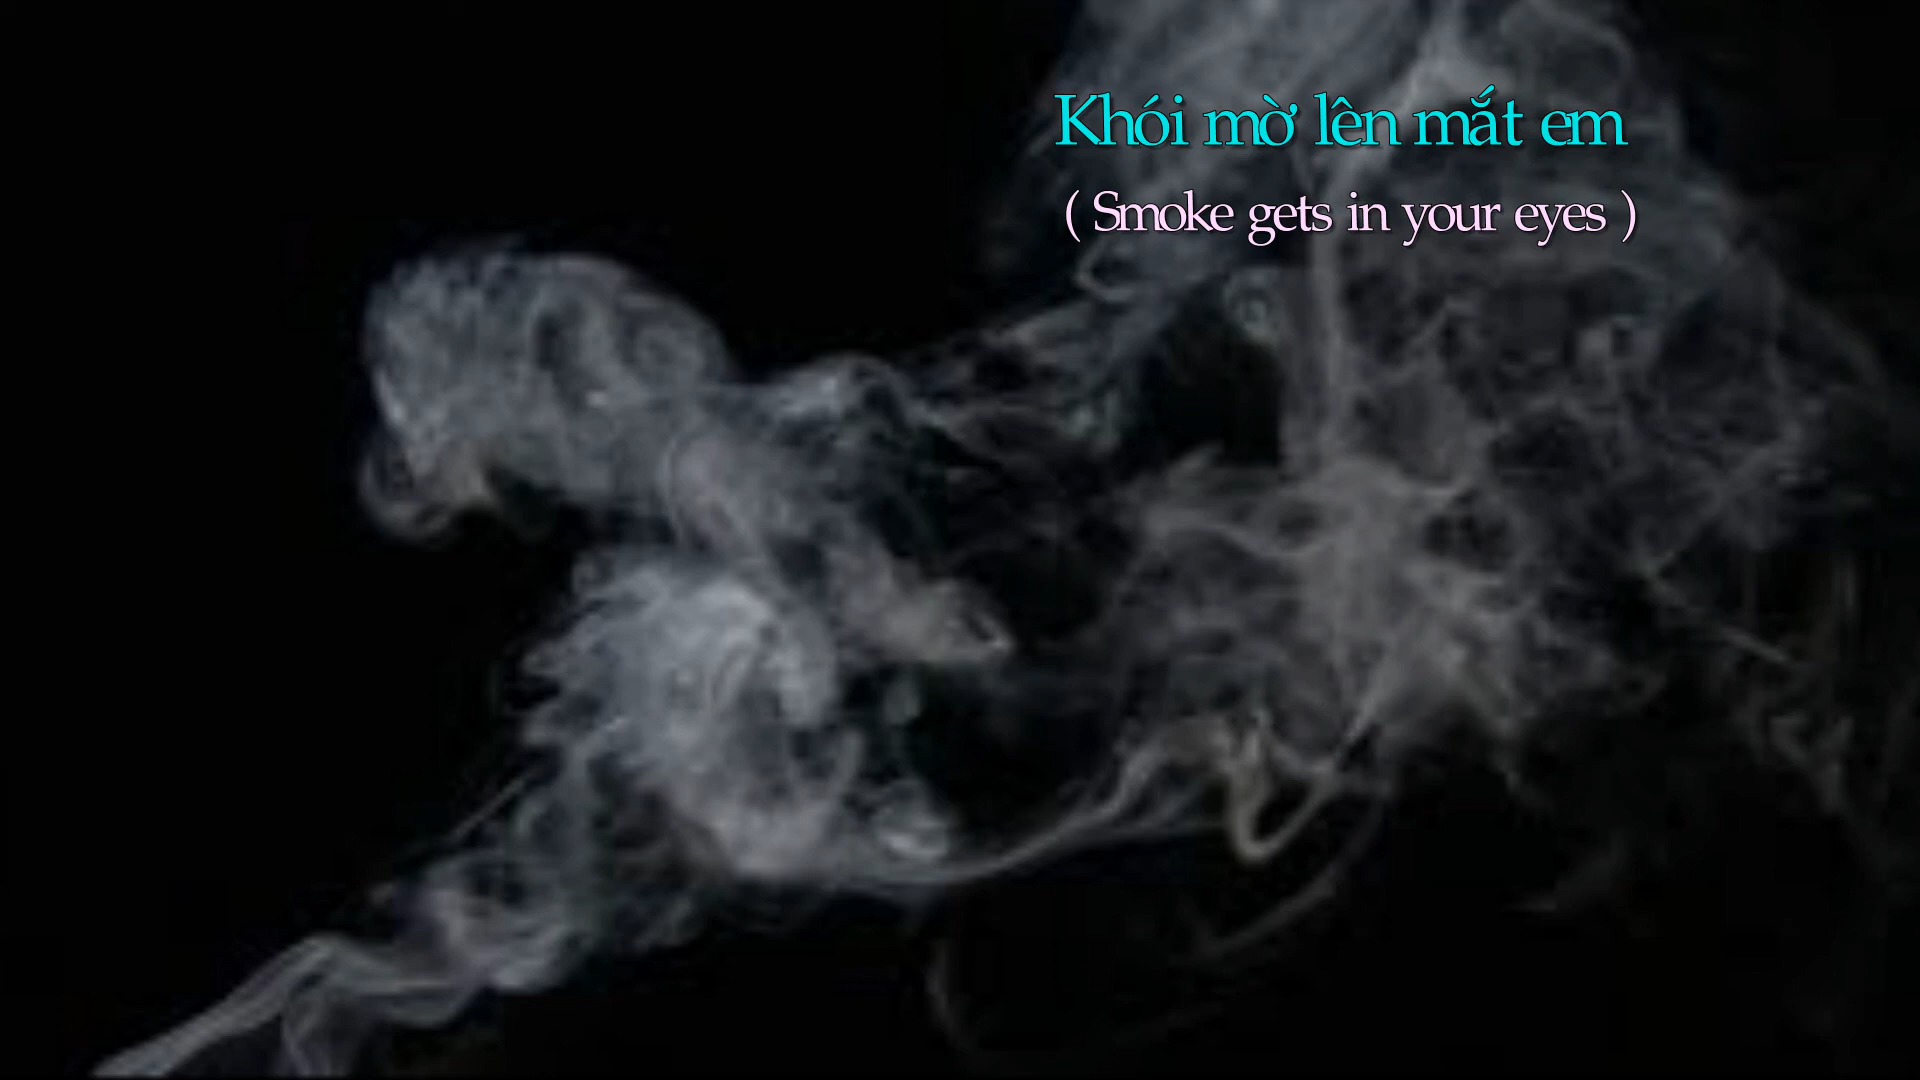 Khói mờ lên mắt em
( Smoke gets in your eyes )